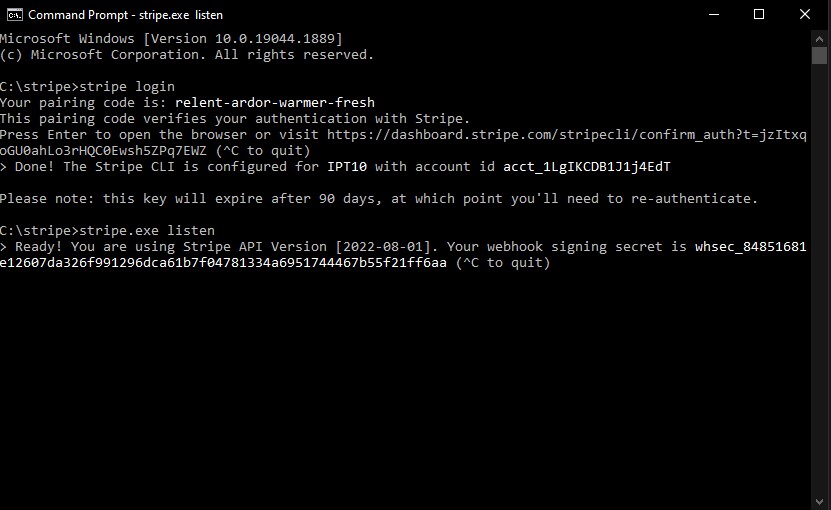 Command Prompt - stripe.exe listen
Microsoft Windows [Version 10.0.19044.1889]
(c) Microsoft Corporation. All rights reserved.
C:\stripe>stripe login
Your pairing code is: relent-ardor-warmer-fresh
This pairing code verifies your authentication with Stripe.
Press Enter to open the browser or visit https://dashboard.stripe.com/stripecli/confirm_auth?t=jzItxq
oGU0ahLo3rHQC0Ewsh5ZPq7EWZ (^C to quit)
> Done! The Stripe CLI is configured for IPT10 with account id acct_1LgIKCDB1J1j4EdT
Please note: this key will expire after 90 days, at which point you'll need to re-authenticate.
C:\stripe>stripe.exe listen
> Ready! You are using Stripe API Version [2022-08-01]. Your webhook signing secret is whsec_84851681
e12607da326f991296dca61b7f04781334a6951744467b55f21ff6aa (^C to quit)